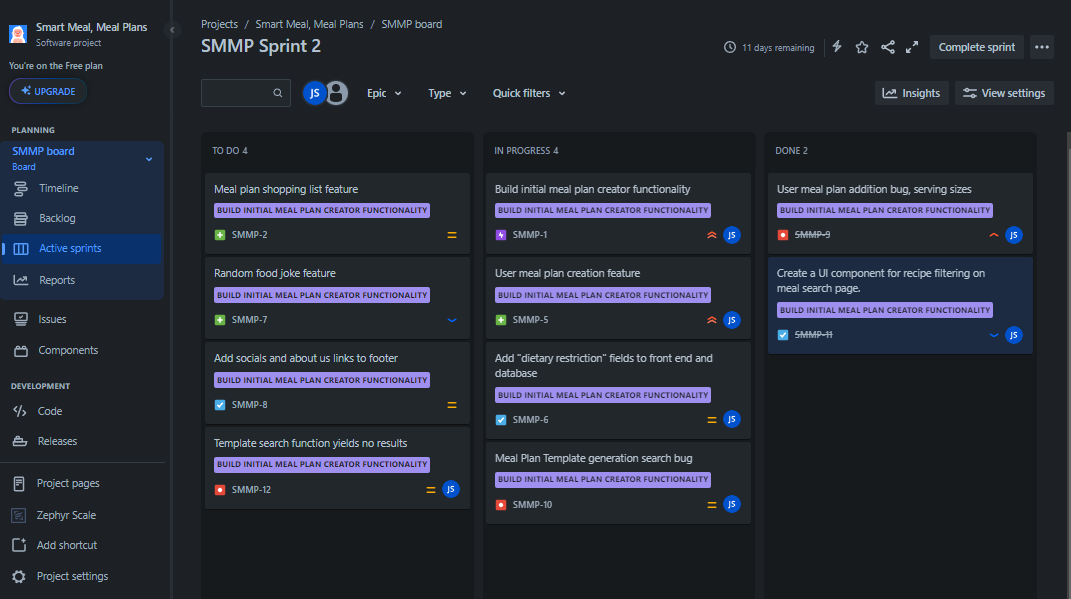 Smart Meal, Meal Plans
Software project
You're on the Free plan
UPGRADE
PLANNING
SMMP board
Board
Timeline
Backlog
Active sprints
Reports
Issues
Components
DEVELOPMENT
Code
Releases
Project pages
Zephyr Scale
Add shortcut
Project settings
Projects / Smart Meal, Meal Plans / SMMP board
SMMP Sprint 2
11 days remaining
Complete sprint
JS
Epic
Type
Quick filters
Insights
View settings
TO DO 4
Meal plan shopping list feature
BUILD INITIAL MEAL PLAN CREATOR FUNCTIONALITY
SMMP-2
Random food joke feature
BUILD INITIAL MEAL PLAN CREATOR FUNCTIONALITY
SMMP-7
Add socials and about us links to footer
BUILD INITIAL MEAL PLAN CREATOR FUNCTIONALITY
SMMP-8
Template search function yields no results
BUILD INITIAL MEAL PLAN CREATOR FUNCTIONALITY
SMMP-12
JS
IN PROGRESS 4
Build initial meal plan creator functionality
BUILD INITIAL MEAL PLAN CREATOR FUNCTIONALITY
SMMP-1
JS
User meal plan creation feature
BUILD INITIAL MEAL PLAN CREATOR FUNCTIONALITY
SMMP-5
JS
Add "dietary restriction" fields to front end and
database
BUILD INITIAL MEAL PLAN CREATOR FUNCTIONALITY
SMMP-6
JS
Meal Plan Template generation search bug
BUILD INITIAL MEAL PLAN CREATOR FUNCTIONALITY
SMMP-10
JS
DONE 2
User meal plan addition bug, serving sizes
BUILD INITIAL MEAL PLAN CREATOR FUNCTIONALITY
SMMP-9
JS
Create a UI component for recipe filtering on
meal search page.
BUILD INITIAL MEAL PLAN CREATOR FUNCTIONALITY
SMMP-11
JS